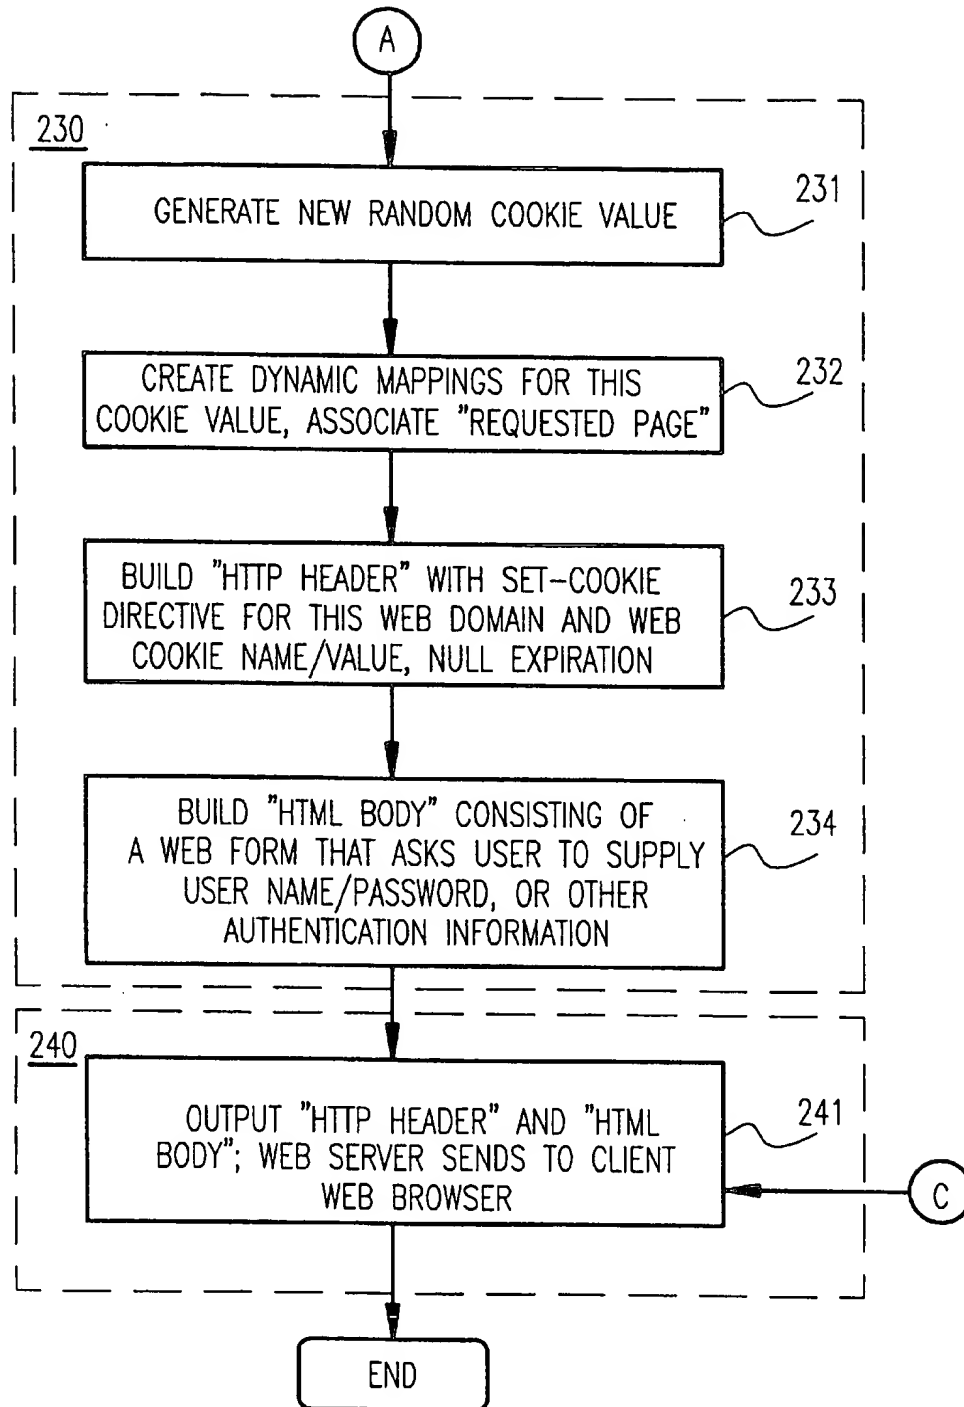 A
230
GENERATE NEW RANDOM COOKIE VALUE
231
CREATE DYNAMIC MAPPINGS FOR THIS
COOKIE VALUE, ASSOCIATE "REQUESTED PAGE"
232
BUILD "HTTP HEADER" WITH SET-COOKIE
DIRECTIVE FOR THIS WEB DOMAIN AND WEB
COOKIE NAME/VALUE, NULL EXPIRATION
233
BUILD "HTML BODY" CONSISTING OF
A WEB FORM THAT ASKS USER TO SUPPLY
USER NAME/PASSWORD, OR OTHER
AUTHENTICATION INFORMATION
234
240
OUTPUT "HTTP HEADER" AND "HTML
BODY"; WEB SERVER SENDS TO CLIENT
WEB BROWSER
241
C
END